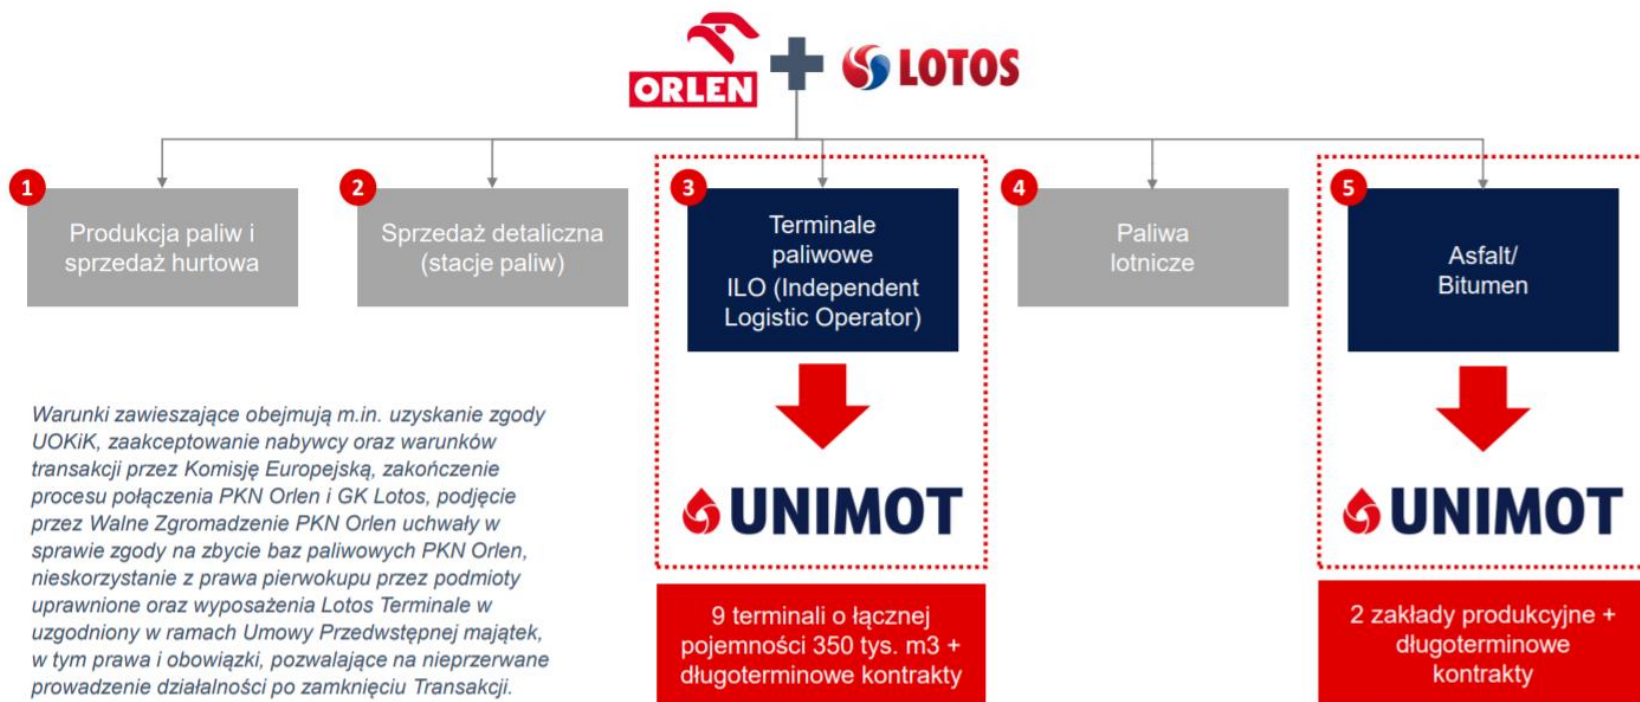 ORLEN
LOTOS
1
Produkcja paliw i
sprzedaż hurtowa
2
Sprzedaż detaliczna
(stacje paliw)
3
Terminale
paliwowe
ILO (Independent
Logistic Operator)
4
Paliwa
lotnicze
5
Asfalt/
Bitumen
Warunki zawieszające obejmują m.in. uzyskanie zgody
UOKiK, zaakceptowanie nabywcy oraz warunków
transakcji przez Komisję Europejską, zakończenie
procesu połączenia PKN Orlen i GK Lotos, podjęcie
przez Walne Zgromadzenie PKN Orlen uchwały w
sprawie zgody na zbycie baz paliwowych PKN Orlen,
nieskorzystanie z prawa pierwokupu przez podmioty
uprawnione oraz wyposażenia Lotos Terminale w
uzgodniony w ramach Umowy Przedwstępnej majątek,
w tym prawa i obowiązki, pozwalające na nieprzerwane
prowadzenie działalności po zamknięciu Transakcji.
UNIMOT
9 terminali o łącznej
pojemności 350 tys. m3 +
długoterminowe kontrakty
UNIMOT
2 zakłady produkcyjne +
długoterminowe
kontrakty